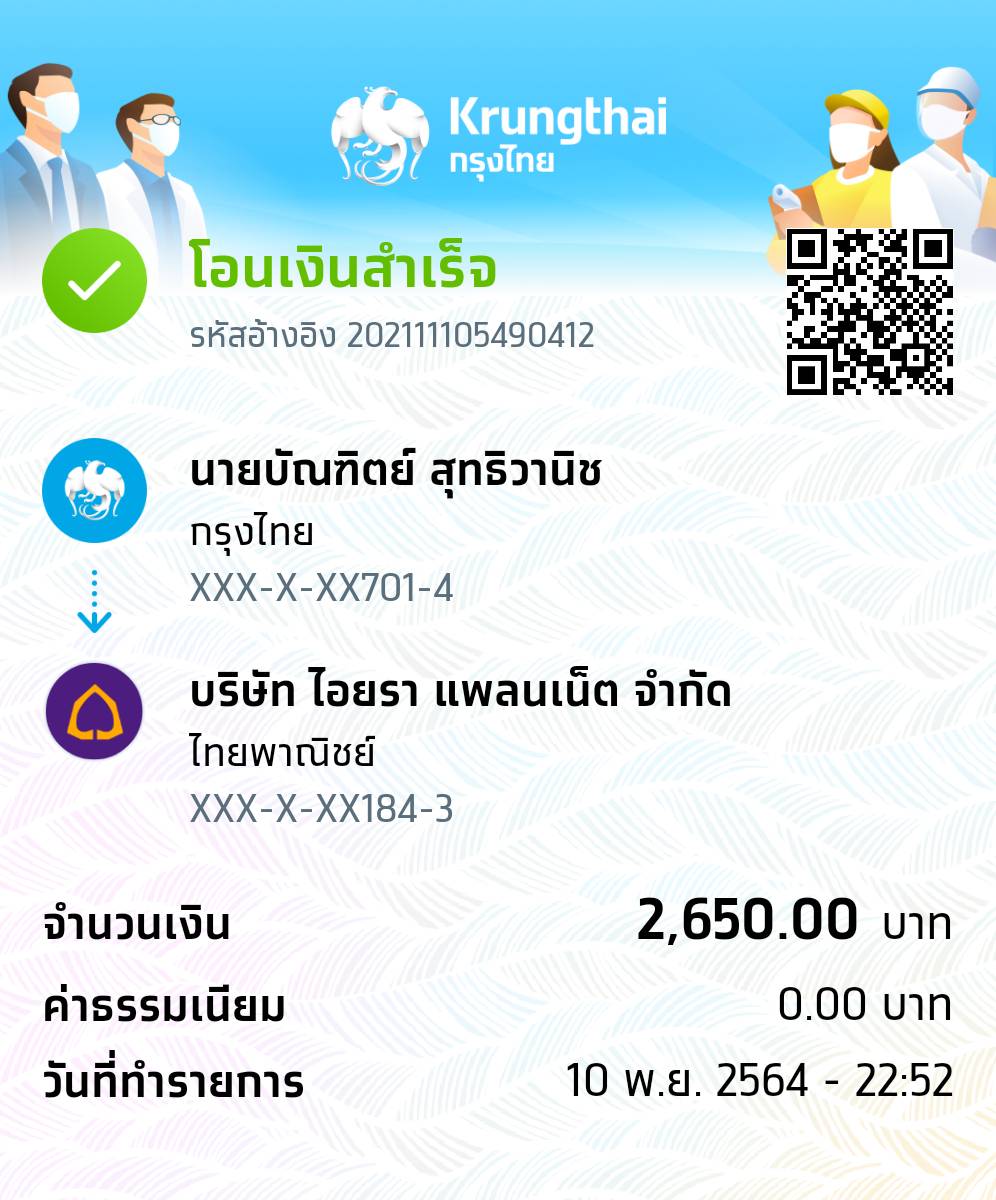 Krungthai
กรุงไทย
โอนเงินสำเร็จ
รหัสอ้างอิง 202111105490412
นายบัณฑิตย์ สุทธิวานิช
กรุงไทย
XXX-X-XX701-4
บริษัท ไอยรา แพลนเน็ต จำกัด
ไทยพาณิชย์
XXX-X-XX184-3
จำนวนเงิน 2,650.00 บาท
ค่าธรรมเนียม 0.00 บาท
วันที่ทำรายการ 10 พ.ย. 2564 - 22:52